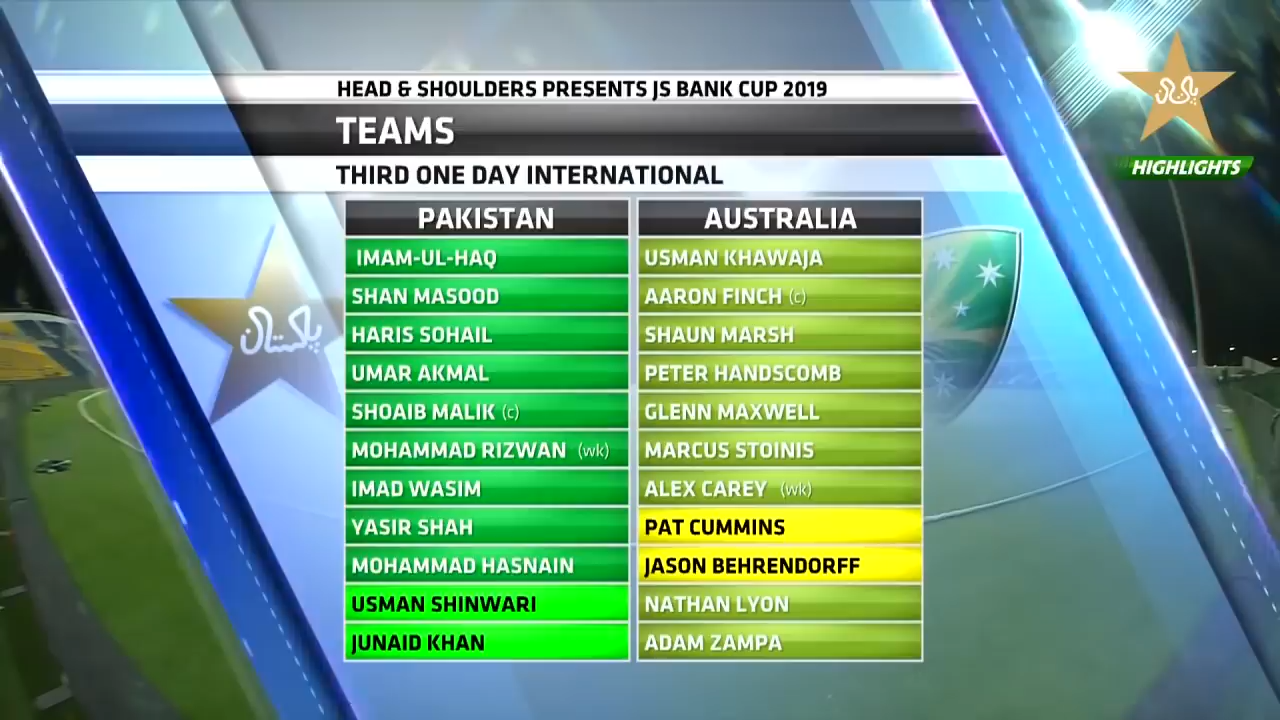 HEAD & SHOULDERS PRESENTS JS BANK CUP 2019
TEAMS
THIRD ONE DAY INTERNATIONAL
پاکستان
HIGHLIGHTS
PAKISTAN
IMAM-UL-HAQ
SHAN MASOOD
HARIS SOHAIL
UMAR AKMAL
SHOAIB MALIK (c)
MOHAMMAD RIZWAN (wk)
IMAD WASIM
YASIR SHAH
MOHAMMAD HASNAIN
USMAN SHINWARI
JUNAID KHAN
AUSTRALIA
USMAN KHAWAJA
AARON FINCH (c)
SHAUN MARSH
PETER HANDSCOMB
GLENN MAXWELL
MARCUS STOINIS
ALEX CAREY (wk)
PAT CUMMINS
JASON BEHRENDORFF
NATHAN LYON
ADAM ZAMPA
پاکستان